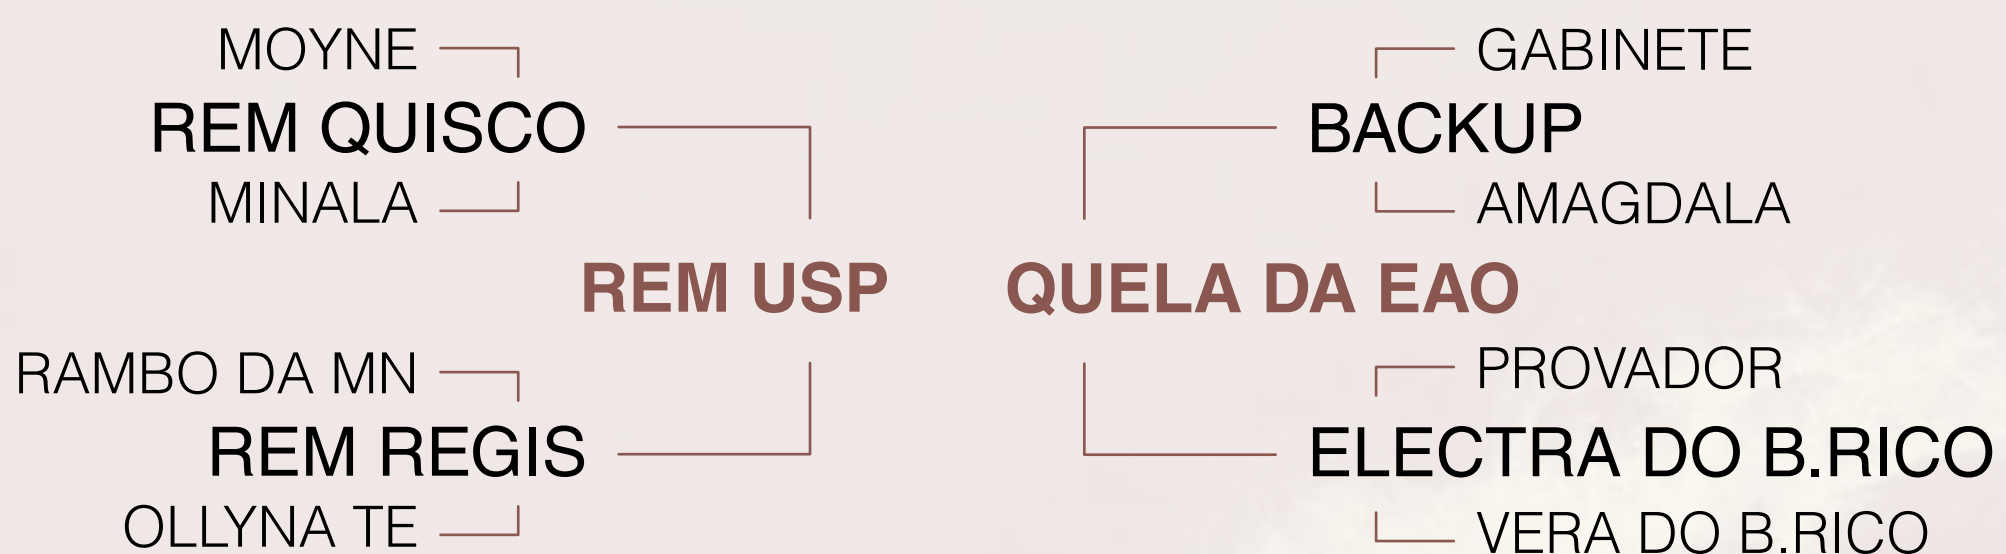 MOYNE
REM QUISCO
MINALA
REM USP
RAMBO DA MN
REM REGIS
OLLYNA TE
GABINETE
BACKUP
AMAGDALA
QUELA DA EAO
PROVADOR
ELECTRA DO B.RICO
VERA DO B.RICO